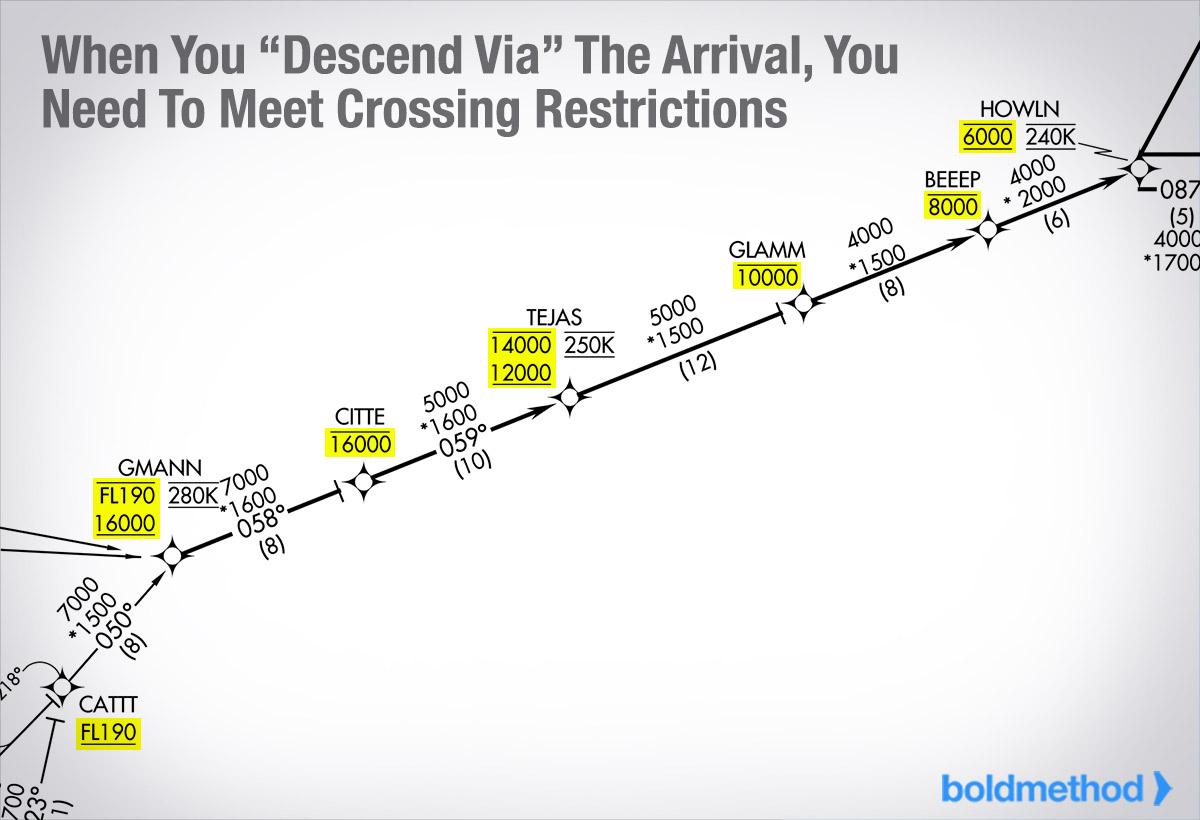 When You “Descend Via” The Arrival, You
Need To Meet Crossing Restrictions
HOWLN
6000 240K
087
(5)
4000
*1700
4000
* 2000
(6)
BEEEP
8000
4000
*1500
(8)
GLAMM
10000
5000
*1500
(12)
TEJAS
14000 250K
12000
5000
*1600
059°
(10)
CITTE
16000
7000
*1600
058°
(8)
GMANN
FL190 280K
16000
7000
*1500
050°
(8)
218°
CATTT
FL190
700
23°
1)
boldmethod